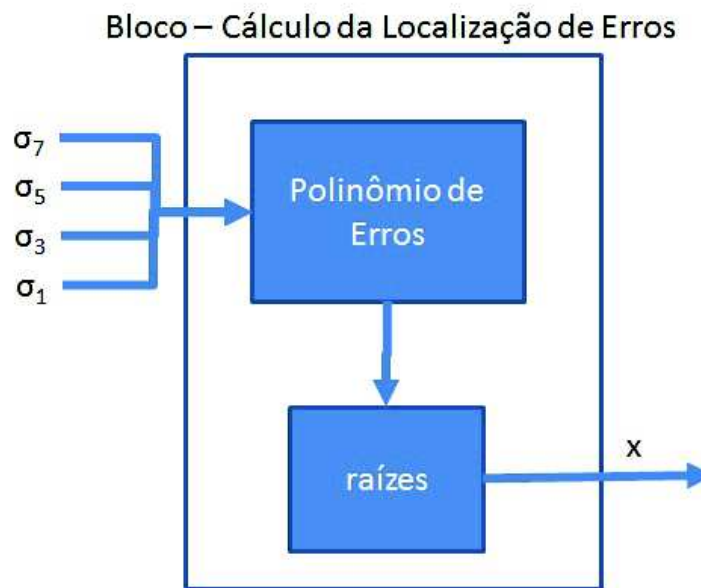 Bloco – Cálculo da Localização de Erros
σ7
σ5
σ3
σ1
Polinômio de
Erros
raízes
x